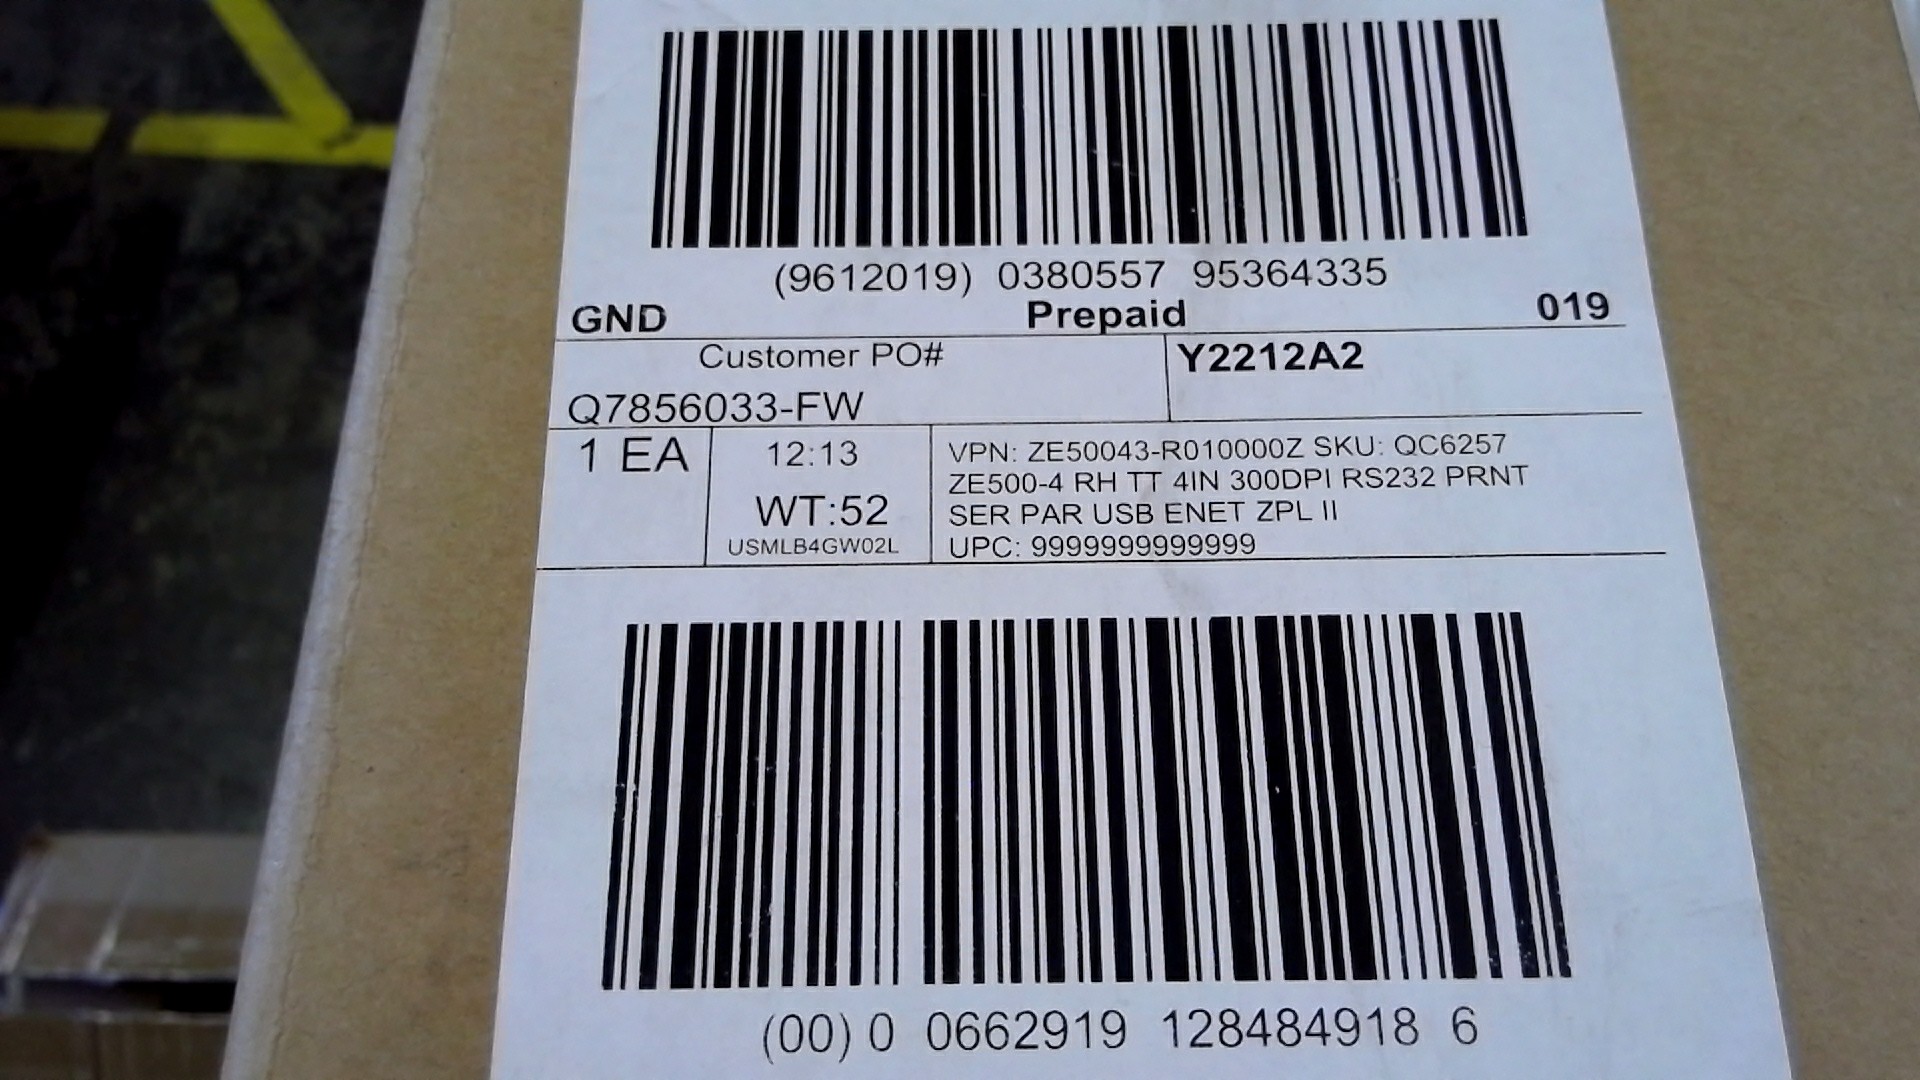 (9612019) 0380557 95364335
GND Prepaid 019
Customer PO# Y2212A2
Q7856033-FW
1 EA 12:13 VPN: ZE50043-R010000Z SKU: QC6257
ZE500-4 RH TT 4IN 300DPI RS232 PRNT
WT:52 SER PAR USB ENET ZPL II
USMLB4GW02L UPC: 9999999999999
(00) 0 0662919 128484918 6